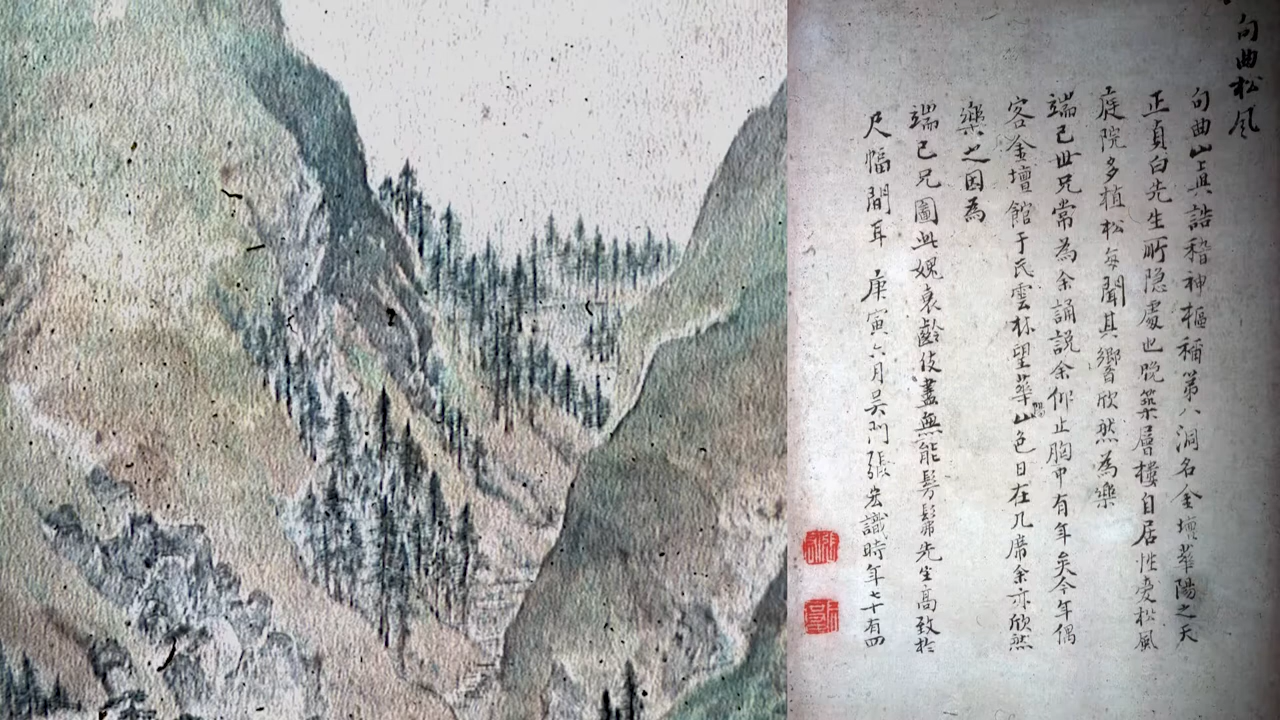 句曲松風
句曲山真誥稽神樞稱第八洞名金壇華陽之天
正貞白先生所隐處也晚築層樓自居性愛松風
庭院多植松每聞其響欣然為樂
端己世兄常為余誦說余仰止胸中有年矣今年偶
客金壇館于氏雲林望華陽山色日在几席余亦欣然
樂之因為
端己兄圖此媿衰齡伎盡無能髣髴先生高致於
尺幅間耳 庚寅六月吴門張宏識時年七十有四